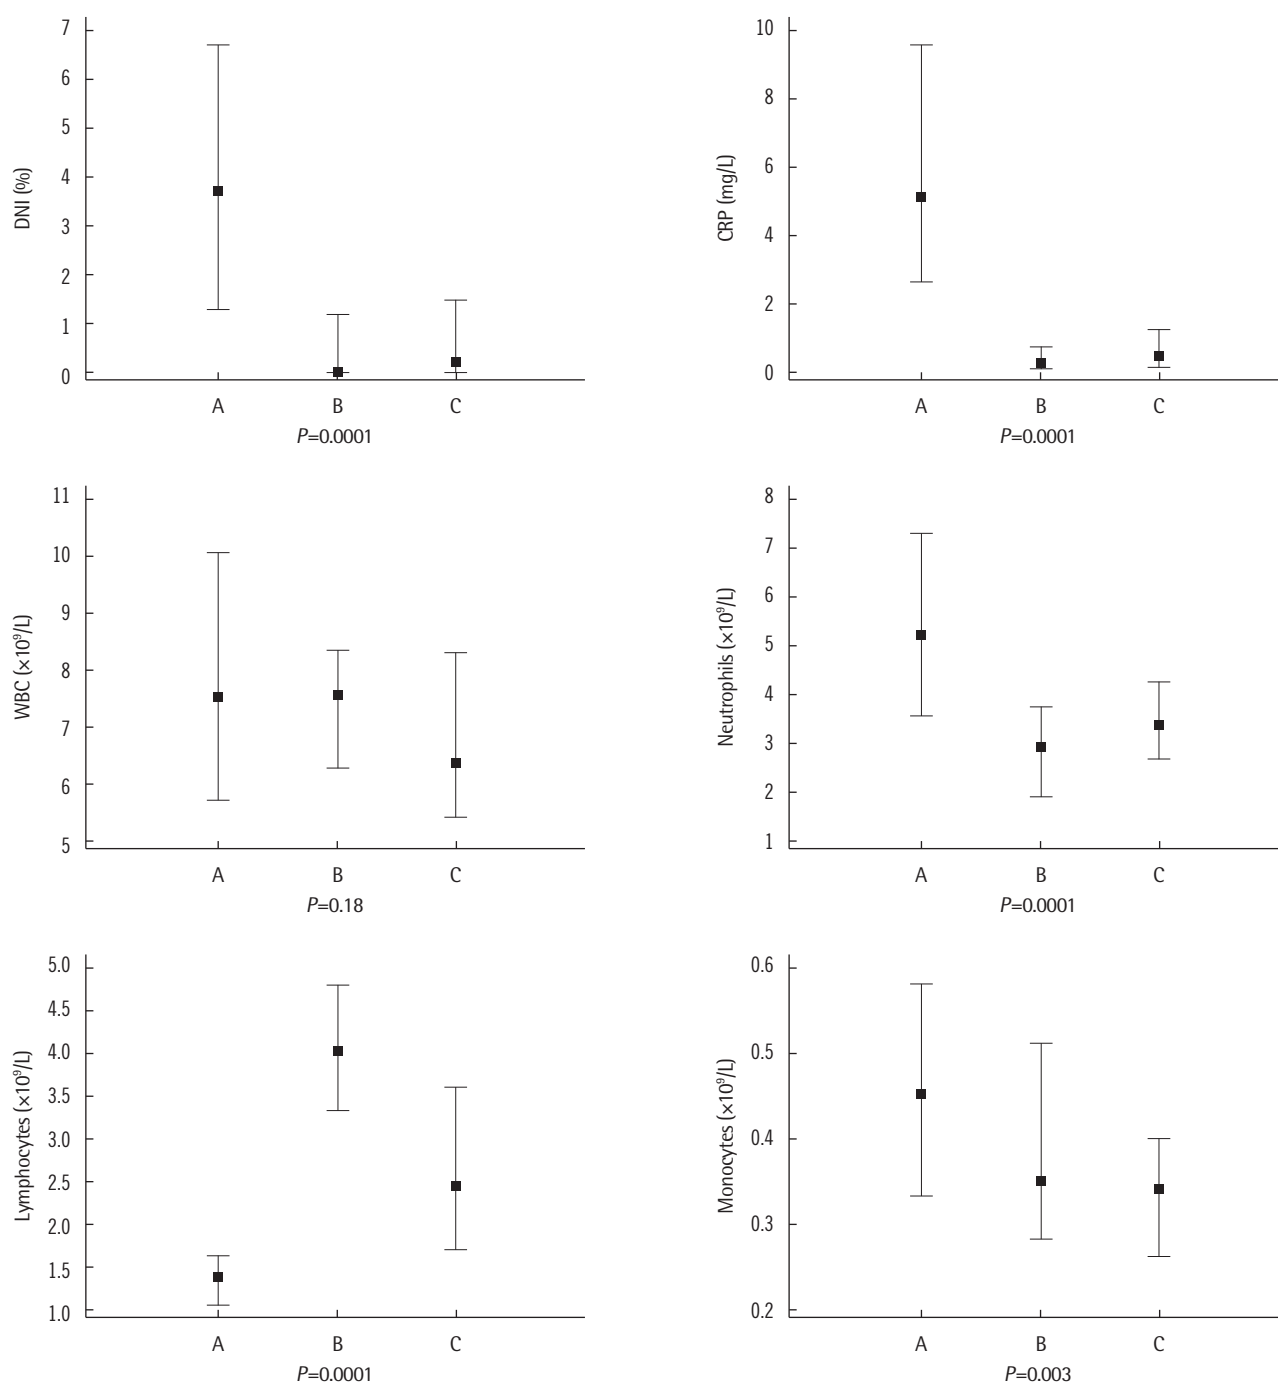 DNI (%)
7
6
5
4
3
2
1
0
A B C
P=0.0001
CRP (mg/L)
10
8
6
4
2
0
A B C
P=0.0001
WBC (×10⁹/L)
11
10
9
8
7
6
5
A B C
P=0.18
Neutrophils (×10⁹/L)
8
7
6
5
4
3
2
1
A B C
P=0.0001
Lymphocytes (×10⁹/L)
5.0
4.5
4.0
3.5
3.0
2.5
2.0
1.5
1.0
A B C
P=0.0001
Monocytes (×10⁹/L)
0.6
0.5
0.4
0.3
0.2
A B C
P=0.003